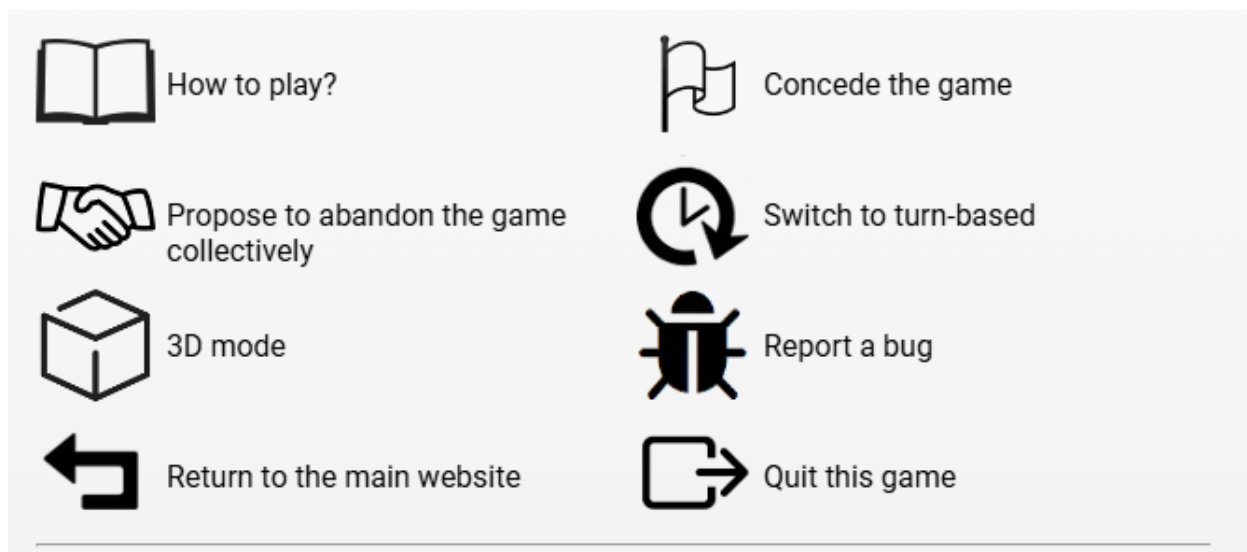 How to play?
Concede the game
Propose to abandon the game
collectively
Switch to turn-based
3D mode
Report a bug
Return to the main website
Quit this game